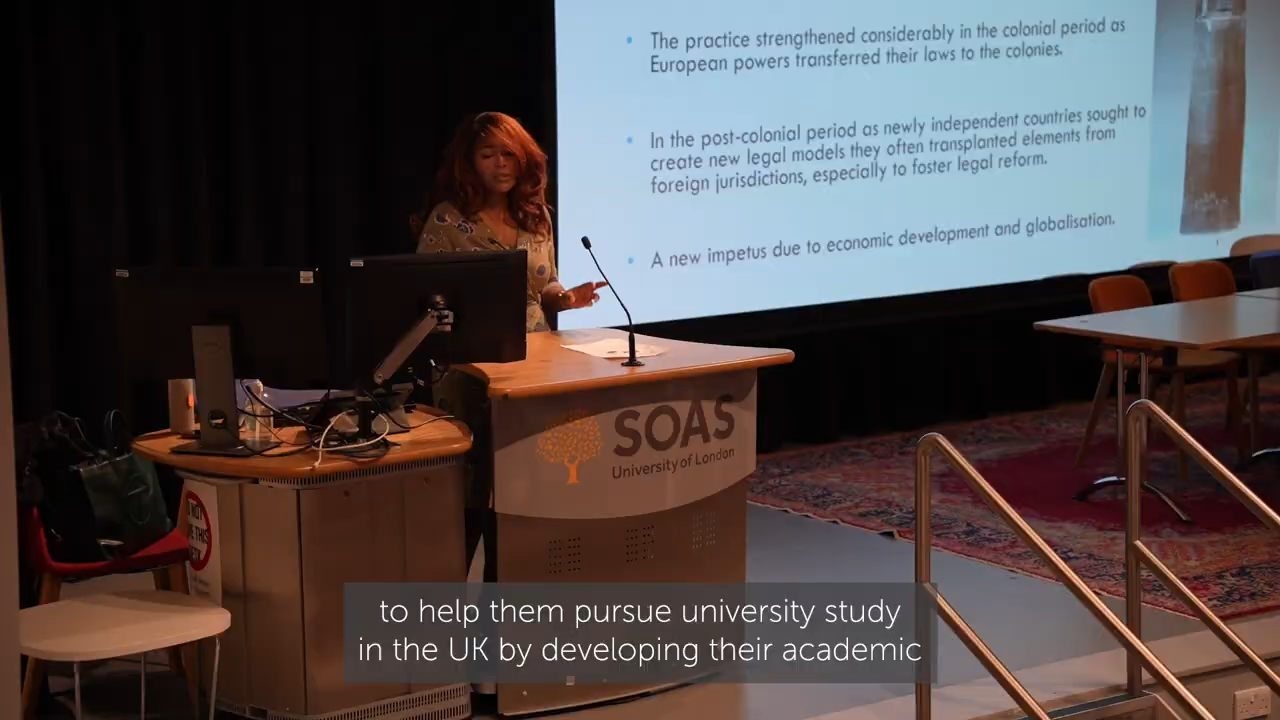 The practice strengthened considerably in the colonial period as
European powers transferred their laws to the colonies.
In the post-colonial period as newly independent countries sought to
create new legal models they often transplanted elements from
foreign jurisdictions, especially to foster legal reform.
A new impetus due to economic development and globalisation.
SOAS
University of London
to help them pursue university study
in the UK by developing their academic